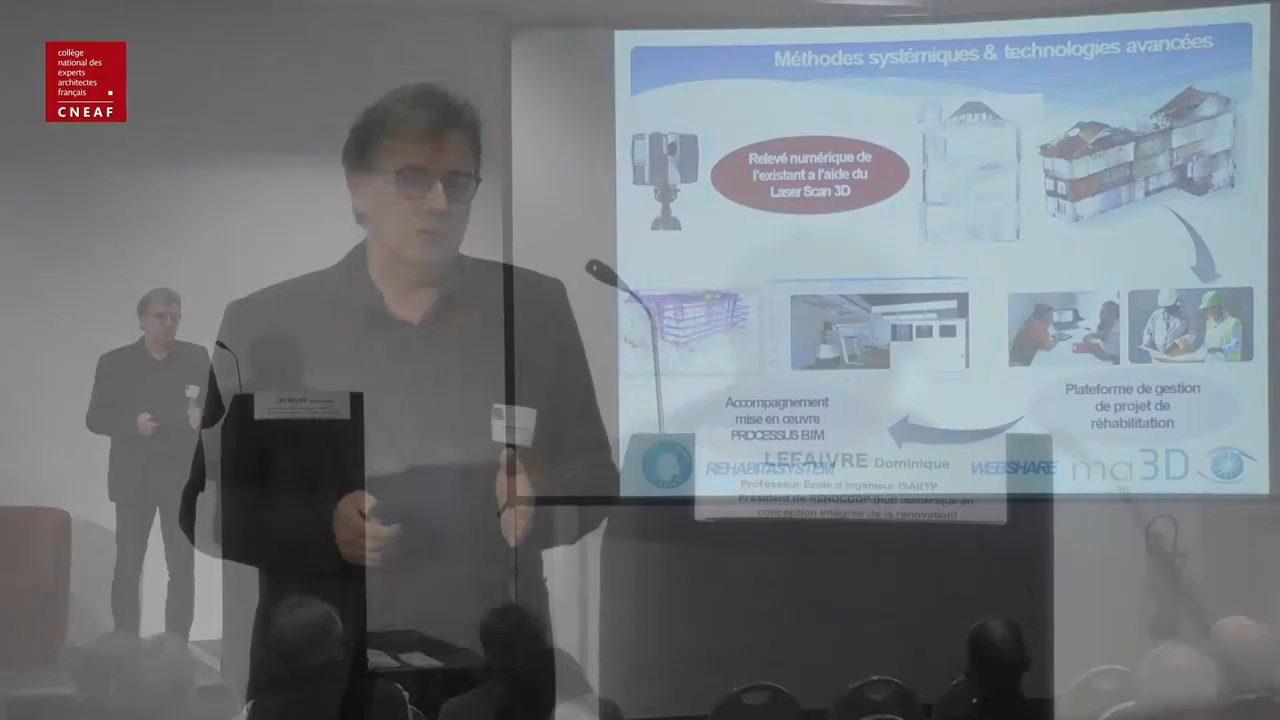 collège
national des
experts
architectes
français
CNEAF
Méthodes systémiques & technologies avancées
Relevé numérique de
l'existant a l'aide du
Laser Scan 3D
Plateforme de gestion
de projet de
réhabilitation
Accompagnement
mise en œuvre
PROCESSUS BIM
REHABITASYSTEM
WEBSHARE
ma3D
LEFAIVRE Dominique
Professeur Ecole d'Ingénieur ISABTP
Président de RENOCOOP (hub numérique en
conception intégrée de la renovation)
LEFAIVRE